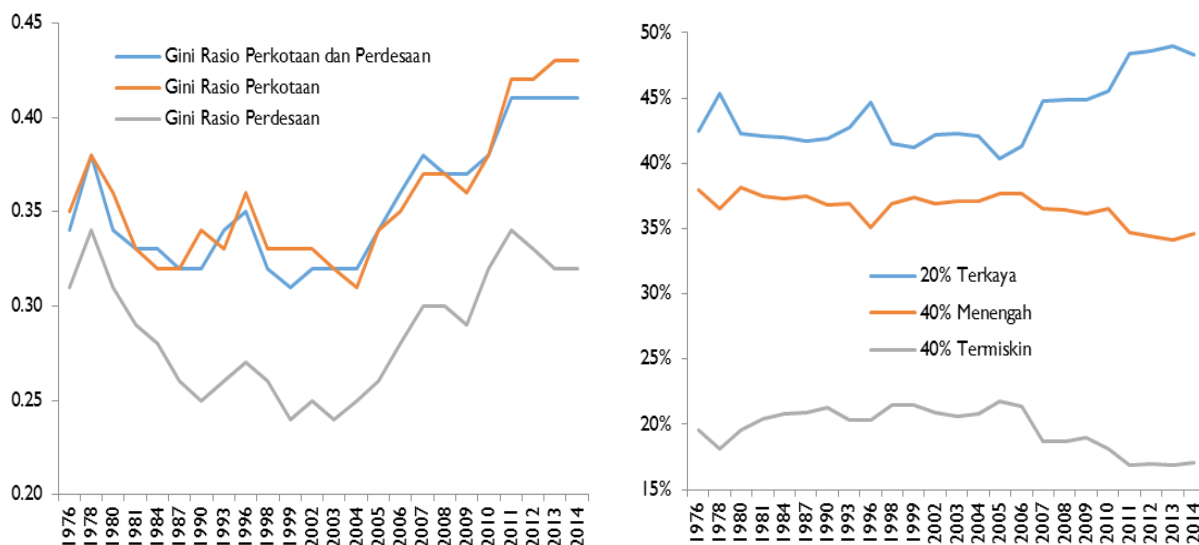 0.45
0.40
0.35
0.30
0.25
0.20
Gini Rasio Perkotaan dan Perdesaan
Gini Rasio Perkotaan
Gini Rasio Perdesaan
1976 1978 1980 1981 1984 1987 1990 1993 1996 1998 1999 2002 2003 2004 2005 2006 2007 2008 2009 2010 2011 2012 2013 2014
50%
45%
40%
35%
30%
25%
20%
15%
20% Terkaya
40% Menengah
40% Termiskin
1976 1978 1980 1981 1984 1987 1990 1993 1996 1998 1999 2002 2003 2004 2005 2006 2007 2008 2009 2010 2011 2012 2013 2014